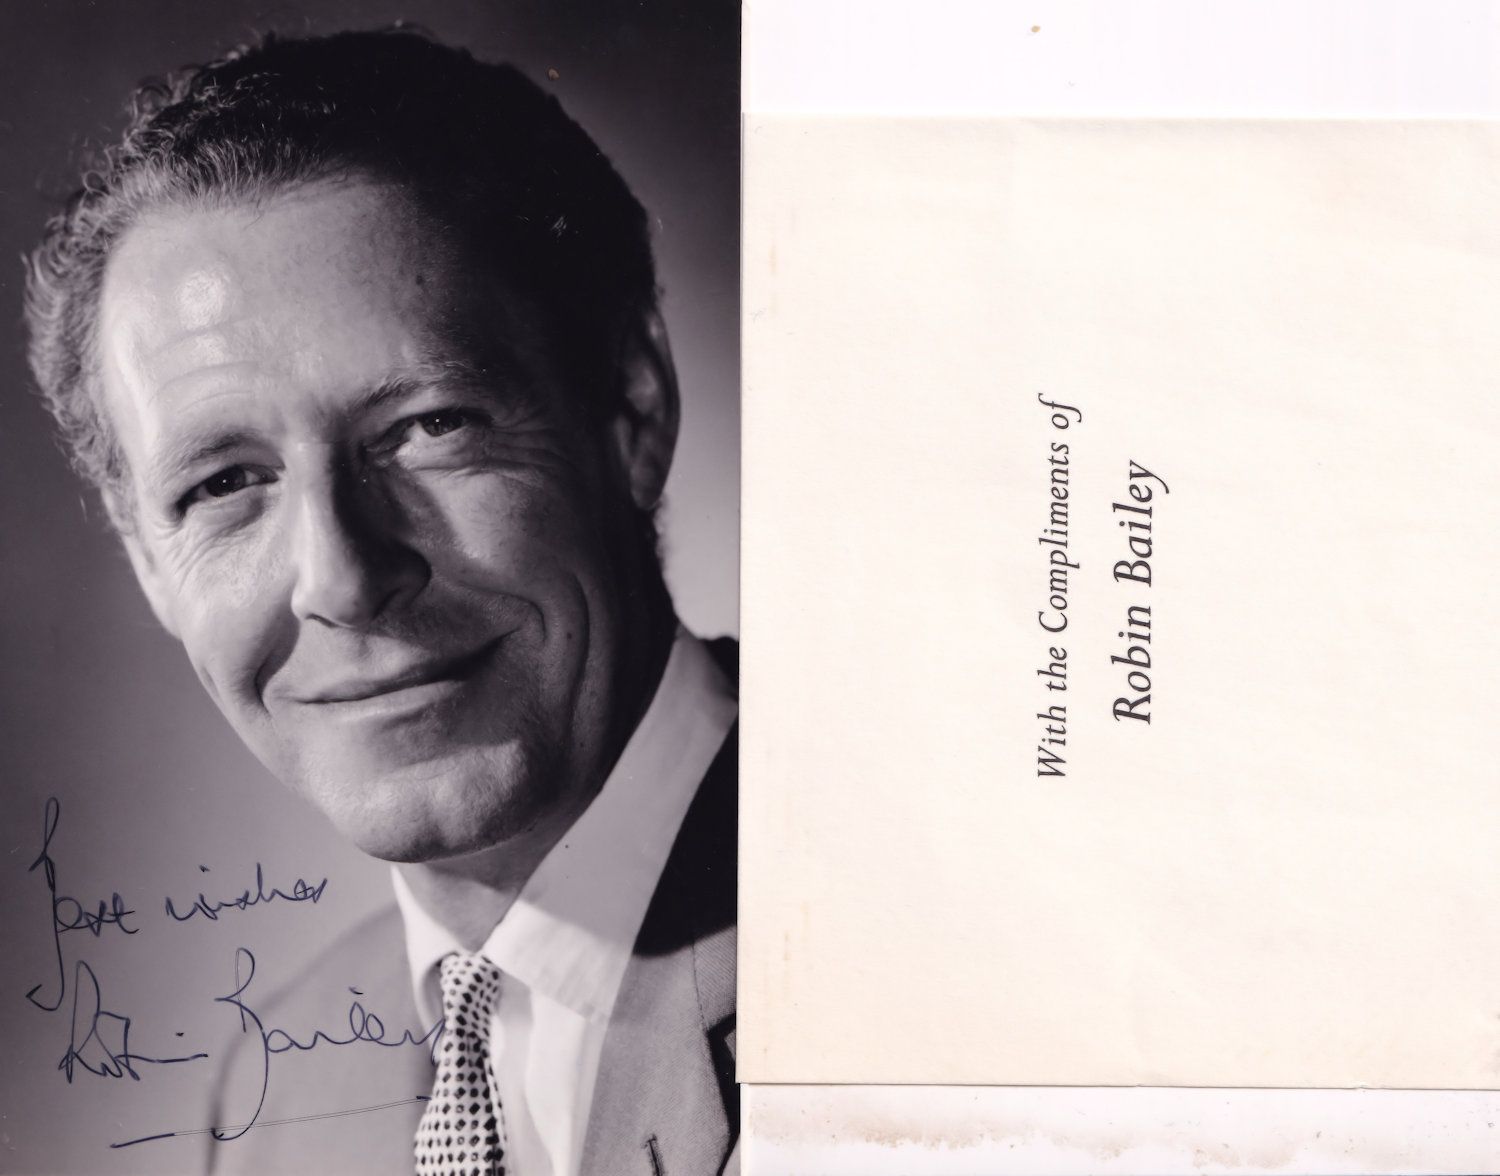 Best wishes
Robin Bailey
With the Compliments of
Robin Bailey